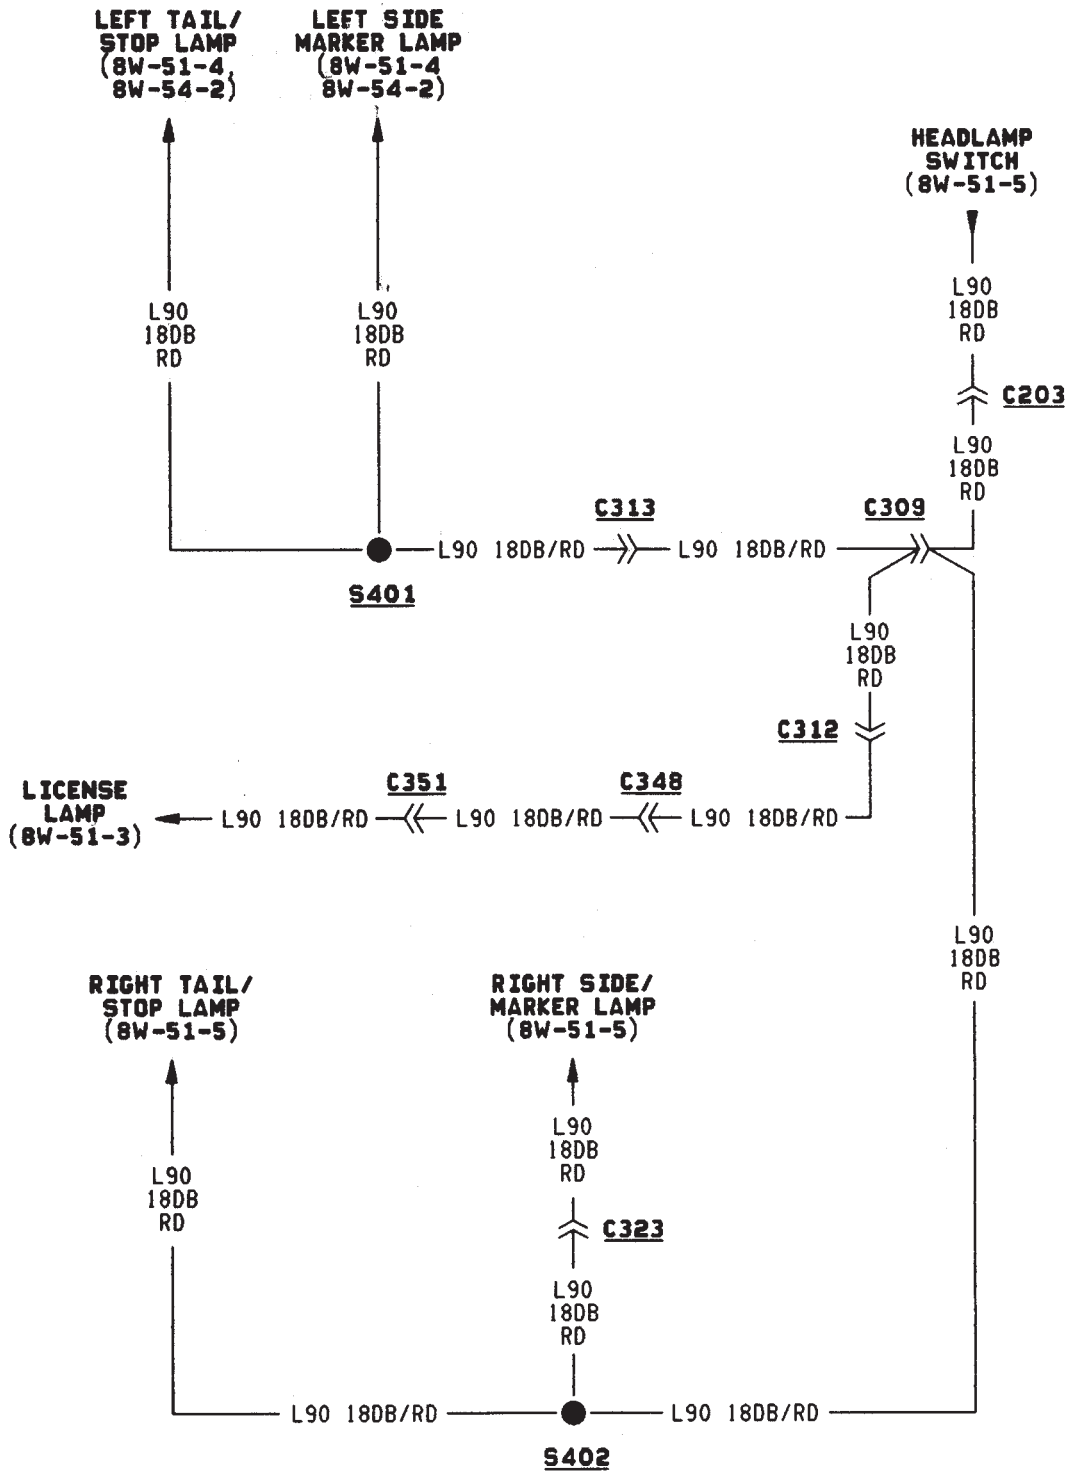 LEFT TAIL/
STOP LAMP
(8W-51-4,
8W-54-2)
LEFT SIDE
MARKER LAMP
(8W-51-4
8W-54-2)
HEADLAMP
SWITCH
(8W-51-5)
L90
18DB
RD
L90
18DB
RD
L90
18DB
RD
C203
L90
18DB
RD
C313
C309
L90 18DB/RD
L90 18DB/RD
S401
L90
18DB
RD
C312
LICENSE
LAMP
(8W-51-3)
C351
C348
L90 18DB/RD
L90 18DB/RD
L90 18DB/RD
L90
18DB
RD
RIGHT TAIL/
STOP LAMP
(8W-51-5)
RIGHT SIDE/
MARKER LAMP
(8W-51-5)
L90
18DB
RD
L90
18DB
RD
C323
L90
18DB
RD
L90 18DB/RD
L90 18DB/RD
S402